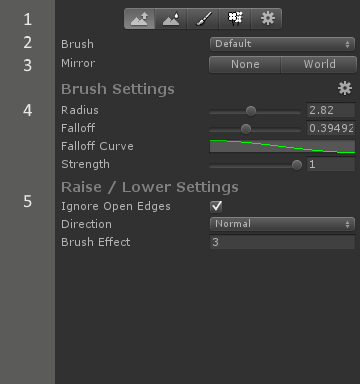 1
2 Brush Default
3 Mirror None World
Brush Settings
4 Radius 2.82
Falloff 0.39492
Falloff Curve
Strength 1
Raise / Lower Settings
5 Ignore Open Edges
Direction Normal
Brush Effect 3